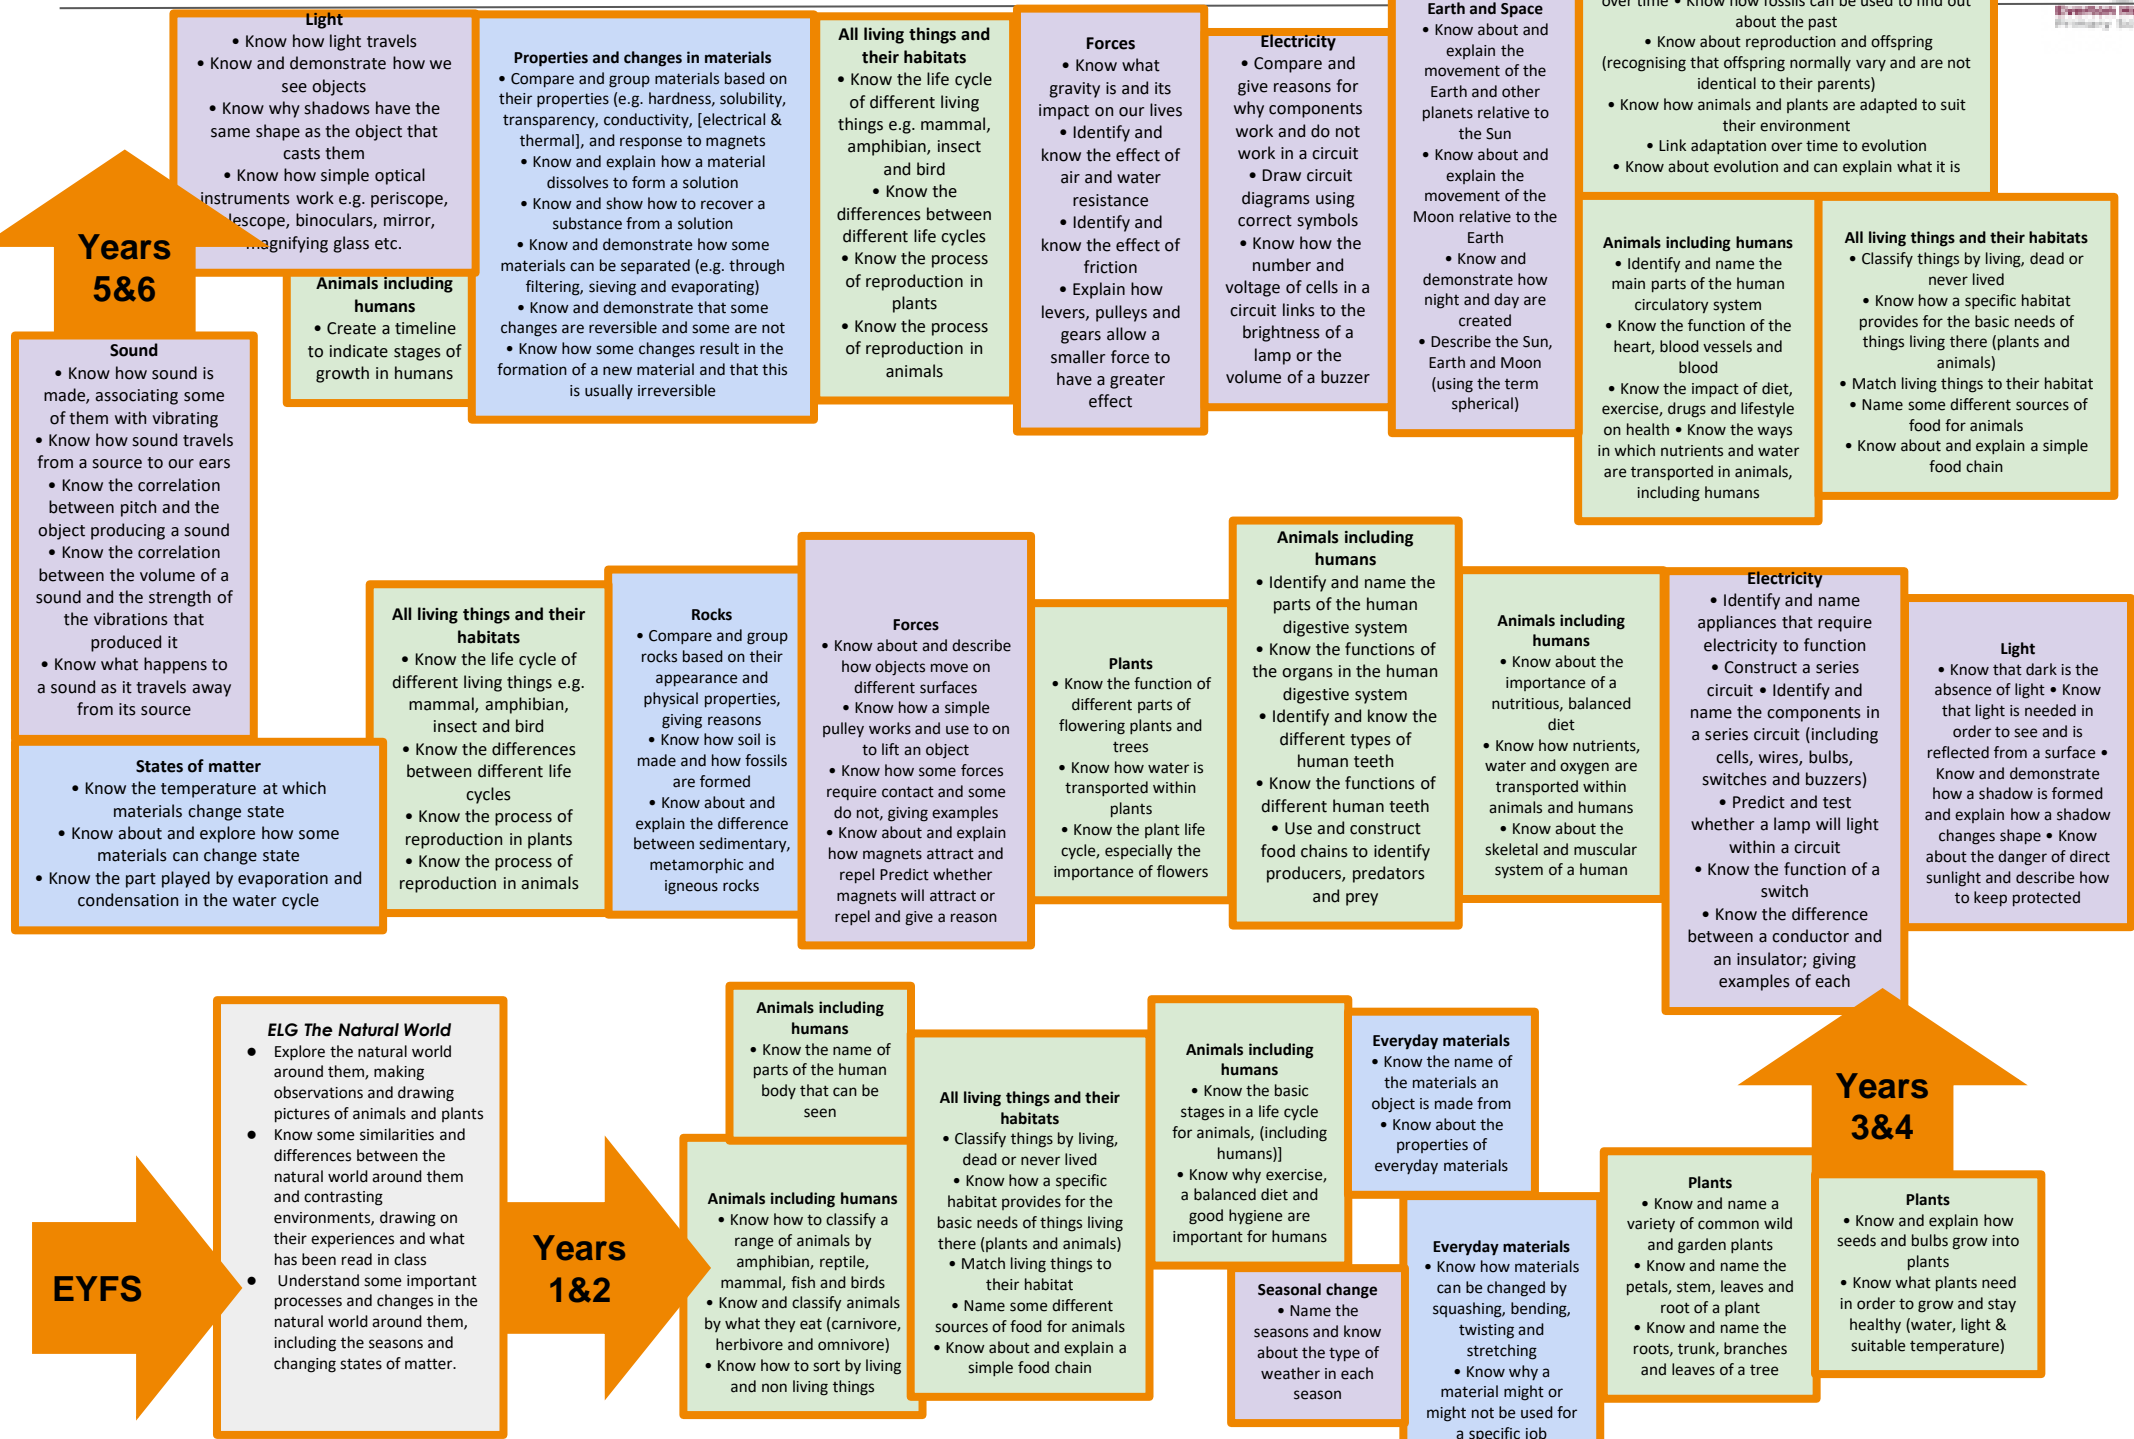 Light
• Know how light travels
• Know and demonstrate how we
see objects
• Know why shadows have the
same shape as the object that
casts them
• Know how simple optical
instruments work e.g. periscope,
lescope, binoculars, mirror,
magnifying glass etc.
Properties and changes in materials
• Compare and group materials based on
their properties (e.g. hardness, solubility,
transparency, conductivity, [electrical &
thermal], and response to magnets
• Know and explain how a material
dissolves to form a solution
• Know and show how to recover a
substance from a solution
• Know and demonstrate how some
materials can be separated (e.g. through
filtering, sieving and evaporating)
• Know and demonstrate that some
changes are reversible and some are not
• Know how some changes result in the
formation of a new material and that this
is usually irreversible
All living things and
their habitats
• Know the life cycle
of different living
things e.g. mammal,
amphibian, insect
and bird
• Know the
differences between
different life cycles
• Know the process
of reproduction in
plants
• Know the process
of reproduction in
animals
Forces
• Know what
gravity is and its
impact on our lives
• Identify and
know the effect of
air and water
resistance
• Identify and
know the effect of
friction
• Explain how
levers, pulleys and
gears allow a
smaller force to
have a greater
effect
Electricity
• Compare and
give reasons for
why components
work and do not
work in a circuit
• Draw circuit
diagrams using
correct symbols
• Know how the
number and
voltage of cells in a
circuit links to the
brightness of a
lamp or the
volume of a buzzer
Earth and Space
• Know about and
explain the
movement of the
Earth and other
planets relative to
the Sun
• Know about and
explain the
movement of the
Moon relative to the
Earth
• Know and
demonstrate how
night and day are
created
• Describe the Sun,
Earth and Moon
(using the term
spherical)
over time • Know how fossils can be used to find out
about the past
• Know about reproduction and offspring
(recognising that offspring normally vary and are not
identical to their parents)
• Know how animals and plants are adapted to suit
their environment
• Link adaptation over time to evolution
• Know about evolution and can explain what it is
Animals including humans
• Identify and name the
main parts of the human
circulatory system
• Know the function of the
heart, blood vessels and
blood
• Know the impact of diet,
exercise, drugs and lifestyle
on health • Know the ways
in which nutrients and water
are transported in animals,
including humans
All living things and their habitats
• Classify things by living, dead or
never lived
• Know how a specific habitat
provides for the basic needs of
things living there (plants and
animals)
• Match living things to their habitat
• Name some different sources of
food for animals
• Know about and explain a simple
food chain
Years
5&6
Animals including
humans
• Create a timeline
to indicate stages of
growth in humans
Sound
• Know how sound is
made, associating some
of them with vibrating
• Know how sound travels
from a source to our ears
• Know the correlation
between pitch and the
object producing a sound
• Know the correlation
between the volume of a
sound and the strength of
the vibrations that
produced it
• Know what happens to
a sound as it travels away
from its source
States of matter
• Know the temperature at which
materials change state
• Know about and explore how some
materials can change state
• Know the part played by evaporation and
condensation in the water cycle
All living things and their
habitats
• Know the life cycle of
different living things e.g.
mammal, amphibian,
insect and bird
• Know the differences
between different life
cycles
• Know the process of
reproduction in plants
• Know the process of
reproduction in animals
Rocks
• Compare and group
rocks based on their
appearance and
physical properties,
giving reasons
• Know how soil is
made and how fossils
are formed
• Know about and
explain the difference
between sedimentary,
metamorphic and
igneous rocks
Forces
• Know about and describe
how objects move on
different surfaces
• Know how a simple
pulley works and use to on
to lift an object
• Know how some forces
require contact and some
do not, giving examples
• Know about and explain
how magnets attract and
repel Predict whether
magnets will attract or
repel and give a reason
Plants
• Know the function of
different parts of
flowering plants and
trees
• Know how water is
transported within
plants
• Know the plant life
cycle, especially the
importance of flowers
Animals including
humans
• Identify and name the
parts of the human
digestive system
• Know the functions of
the organs in the human
digestive system
• Identify and know the
different types of
human teeth
• Know the functions of
different human teeth
• Use and construct
food chains to identify
producers, predators
and prey
Animals including
humans
• Know about the
importance of a
nutritious, balanced
diet
• Know how nutrients,
water and oxygen are
transported within
animals and humans
• Know about the
skeletal and muscular
system of a human
Electricity
• Identify and name
appliances that require
electricity to function
• Construct a series
circuit • Identify and
name the components in
a series circuit (including
cells, wires, bulbs,
switches and buzzers)
• Predict and test
whether a lamp will light
within a circuit
• Know the function of a
switch
• Know the difference
between a conductor and
an insulator; giving
examples of each
Light
• Know that dark is the
absence of light • Know
that light is needed in
order to see and is
reflected from a surface •
Know and demonstrate
how a shadow is formed
and explain how a shadow
changes shape • Know
about the danger of direct
sunlight and describe how
to keep protected
EYFS
ELG The Natural World
● Explore the natural world
around them, making
observations and drawing
pictures of animals and plants
● Know some similarities and
differences between the
natural world around them
and contrasting
environments, drawing on
their experiences and what
has been read in class
● Understand some important
processes and changes in the
natural world around them,
including the seasons and
changing states of matter.
Years
1&2
Animals including
humans
• Know the name of
parts of the human
body that can be
seen
Animals including humans
• Know how to classify a
range of animals by
amphibian, reptile,
mammal, fish and birds
• Know and classify animals
by what they eat (carnivore,
herbivore and omnivore)
• Know how to sort by living
and non living things
All living things and their
habitats
• Classify things by living,
dead or never lived
• Know how a specific
habitat provides for the
basic needs of things living
there (plants and animals)
• Match living things to
their habitat
• Name some different
sources of food for animals
• Know about and explain a
simple food chain
Animals including
humans
• Know the basic
stages in a life cycle
for animals, (including
humans)]
• Know why exercise,
a balanced diet and
good hygiene are
important for humans
Seasonal change
• Name the
seasons and know
about the type of
weather in each
season
Everyday materials
• Know the name of
the materials an
object is made from
• Know about the
properties of
everyday materials
Everyday materials
• Know how materials
can be changed by
squashing, bending,
twisting and
stretching
• Know why a
material might or
might not be used for
a specific job
Plants
• Know and name a
variety of common wild
and garden plants
• Know and name the
petals, stem, leaves and
root of a plant
• Know and name the
roots, trunk, branches
and leaves of a tree
Years
3&4
Plants
• Know and explain how
seeds and bulbs grow into
plants
• Know what plants need
in order to grow and stay
healthy (water, light &
suitable temperature)